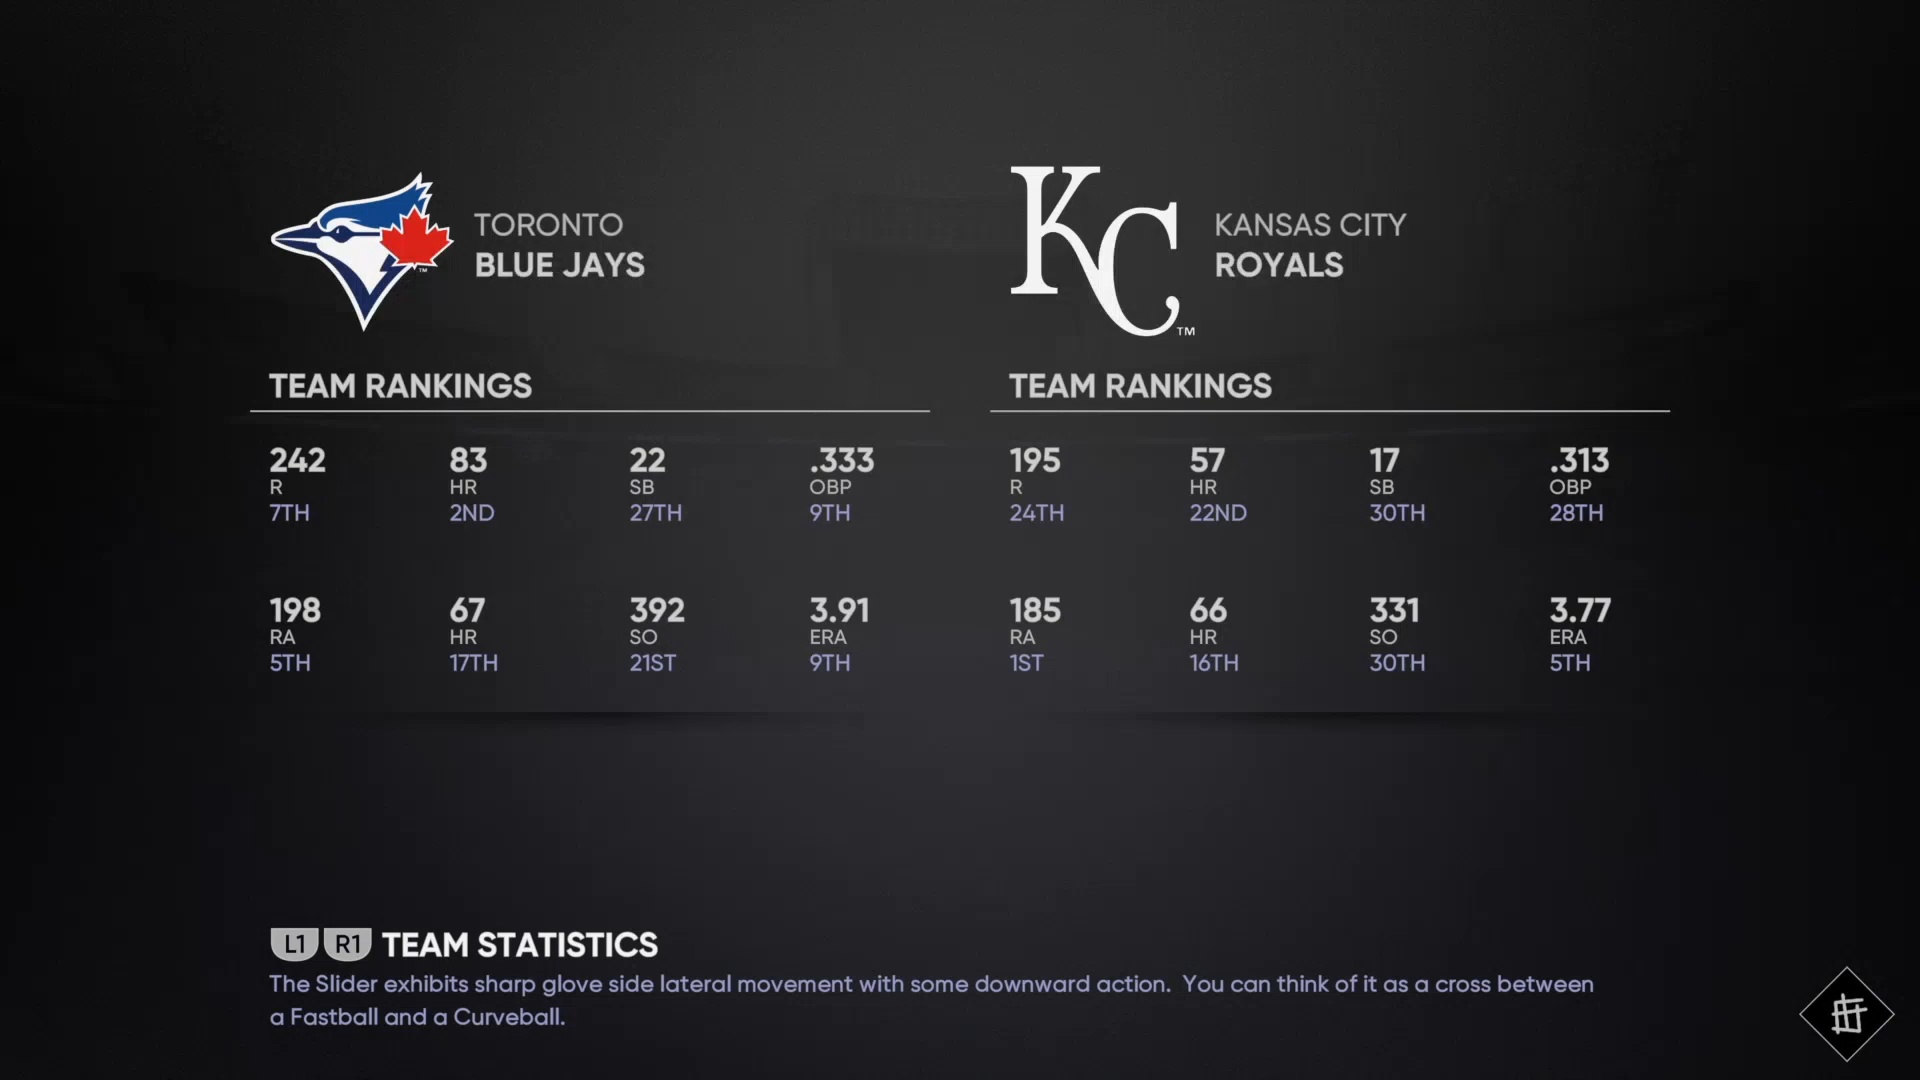 TORONTO
BLUE JAYS
TEAM RANKINGS
242 83 22 .333
R HR SB OBP
7TH 2ND 27TH 9TH
198 67 392 3.91
RA HR SO ERA
5TH 17TH 21ST 9TH
KC TM
KANSAS CITY
ROYALS
TEAM RANKINGS
195 57 17 .313
R HR SB OBP
24TH 22ND 30TH 28TH
185 66 331 3.77
RA HR SO ERA
1ST 16TH 30TH 5TH
L1 R1 TEAM STATISTICS
The Slider exhibits sharp glove side lateral movement with some downward action. You can think of it as a cross between
a Fastball and a Curveball.